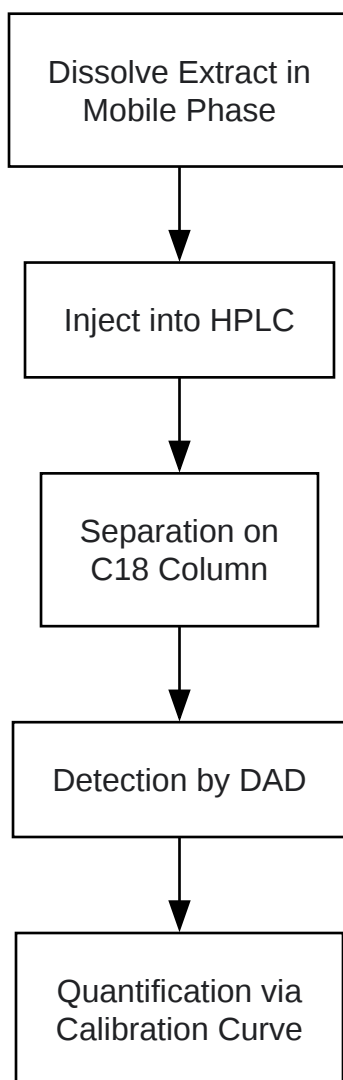 Dissolve Extract in
Mobile Phase
Inject into HPLC
Separation on
C18 Column
Detection by DAD
Quantification via
Calibration Curve